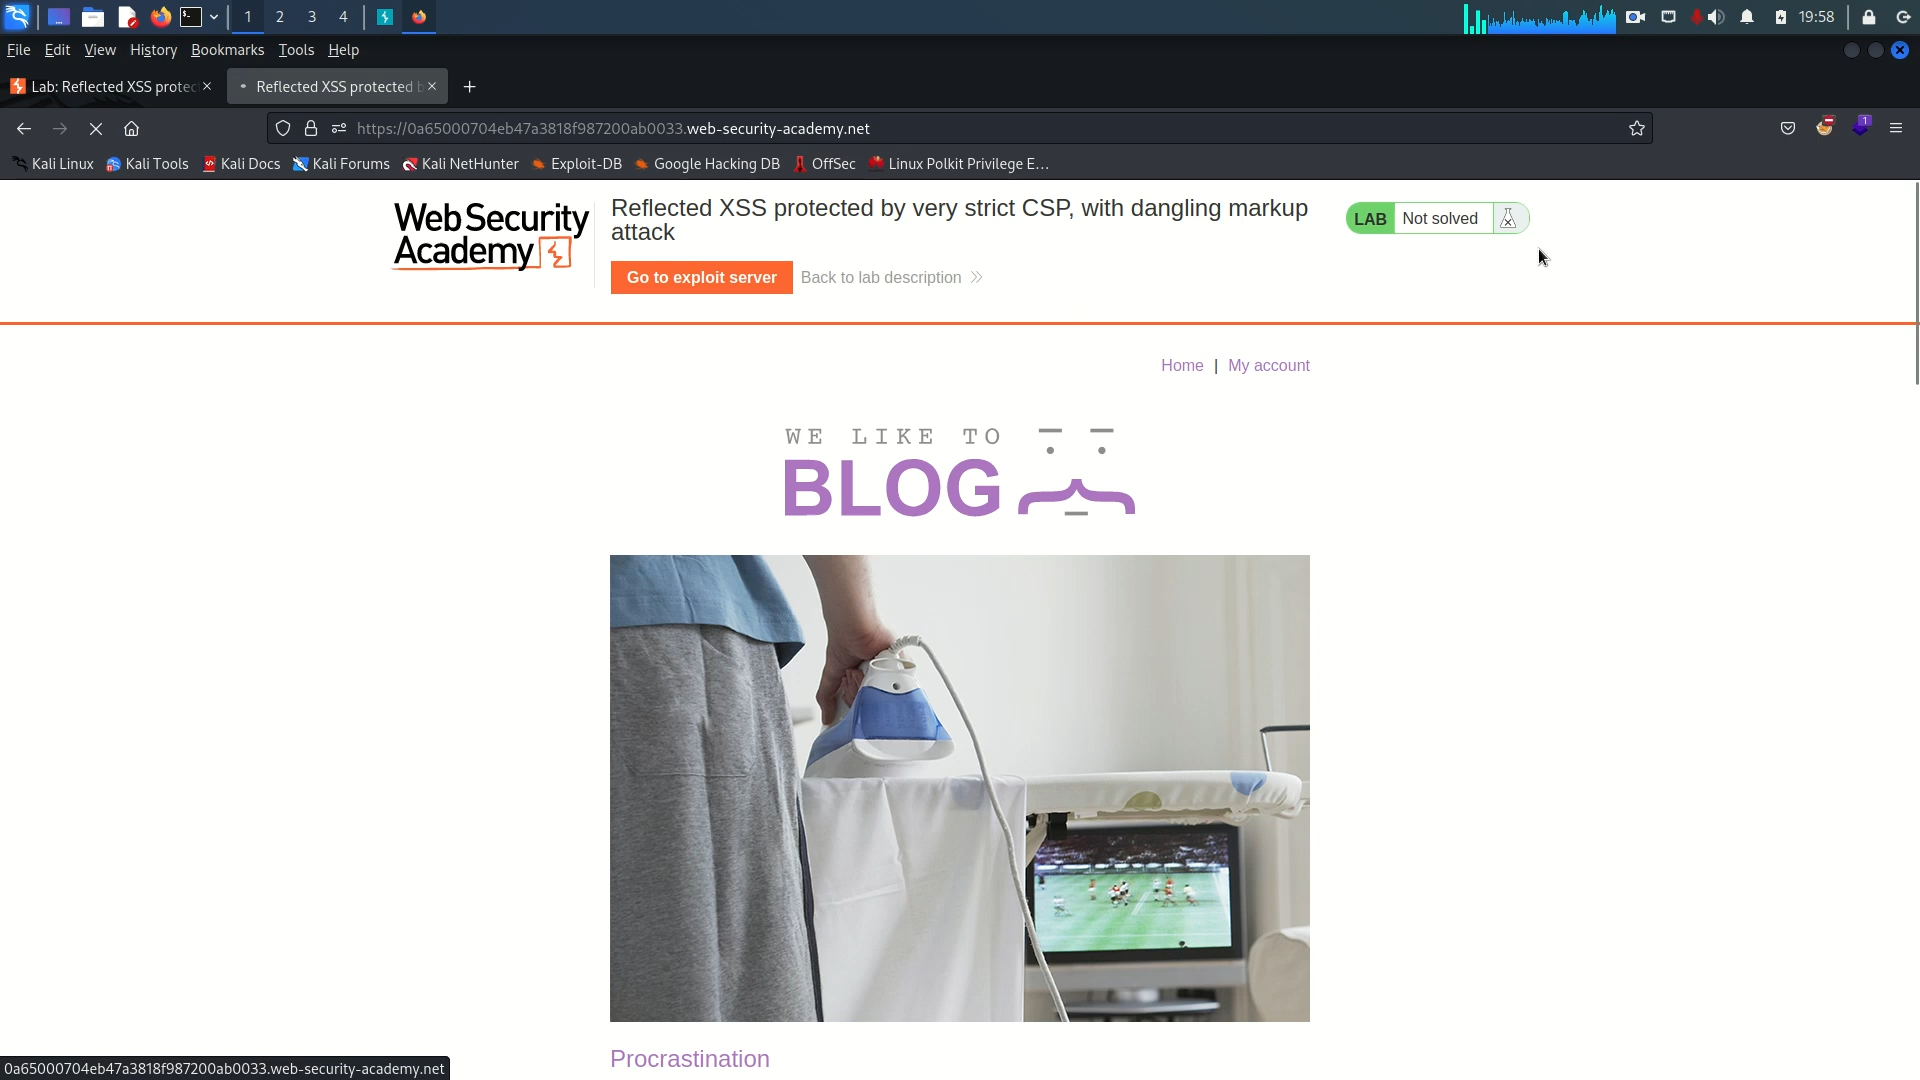 1 2 3 4 19:58
File Edit View History Bookmarks Tools Help
Lab: Reflected XSS protec Reflected XSS protected b
https://0a65000704eb47a3818f987200ab0033.web-security-academy.net 1
Kali Linux Kali Tools Kali Docs Kali Forums Kali NetHunter Exploit-DB Google Hacking DB OffSec Linux Polkit Privilege E...
WebSecurity
Academy
Reflected XSS protected by very strict CSP, with dangling markup
attack
LAB Not solved
Go to exploit server Back to lab description
Home | My account
WE LIKE TO
BLOG
Procrastination
0a65000704eb47a3818f987200ab0033.web-security-academy.net